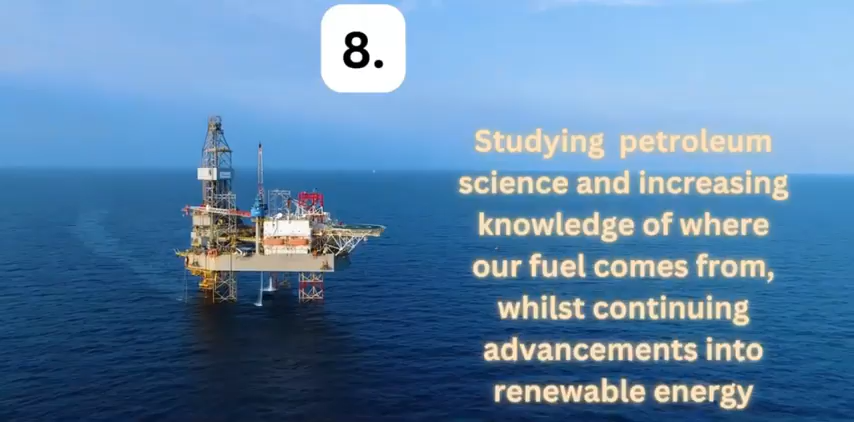 8.
Studying petroleum
science and increasing
knowledge of where
our fuel comes from,
whilst continuing
advancements into
renewable energy